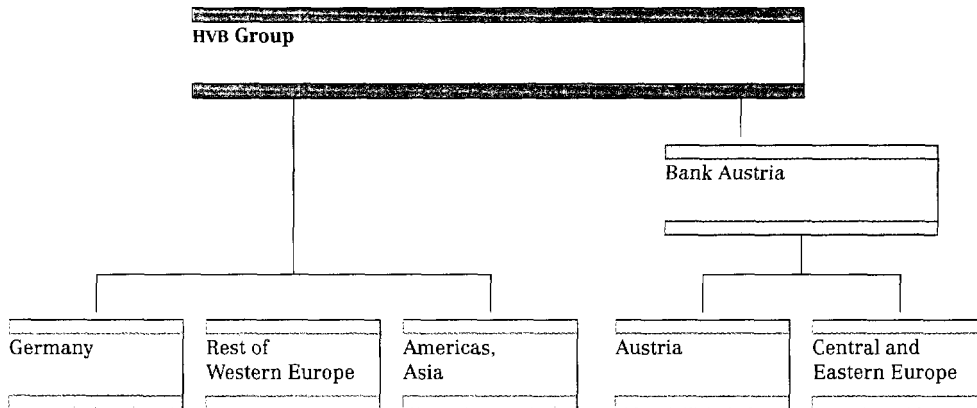 HVB Group
Bank Austria
Germany
Rest of
Western Europe
Americas,
Asia
Austria
Central and
Eastern Europe